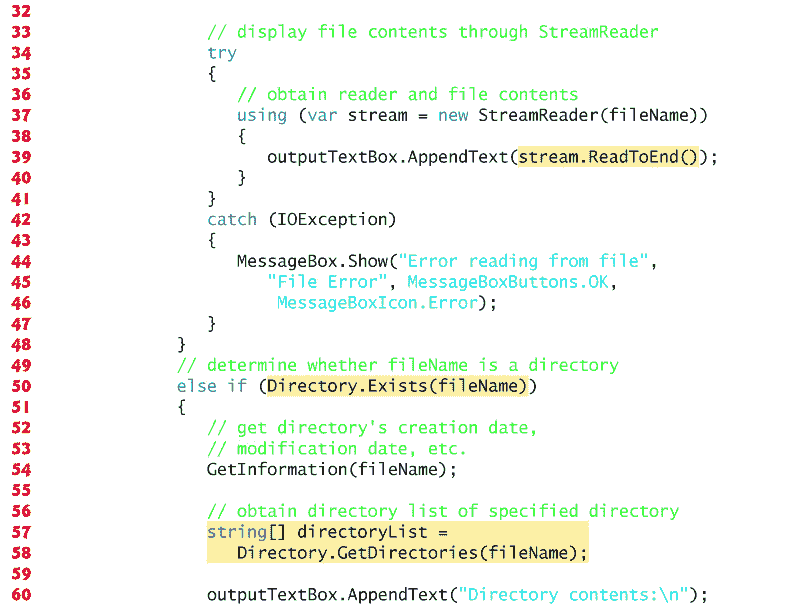 32
33 // display file contents through StreamReader
34 try
35 {
36 // obtain reader and file contents
37 using (var stream = new StreamReader(fileName))
38 {
39 outputTextBox.AppendText(stream.ReadToEnd());
40 }
41 }
42 catch (IOException)
43 {
44 MessageBox.Show("Error reading from file",
45 "File Error", MessageBoxButtons.OK,
46 MessageBoxIcon.Error);
47 }
48 }
49 // determine whether fileName is a directory
50 else if (Directory.Exists(fileName))
51 {
52 // get directory's creation date,
53 // modification date, etc.
54 GetInformation(fileName);
55
56 // obtain directory list of specified directory
57 string[] directoryList =
58 Directory.GetDirectories(fileName);
59
60 outputTextBox.AppendText("Directory contents:\n");